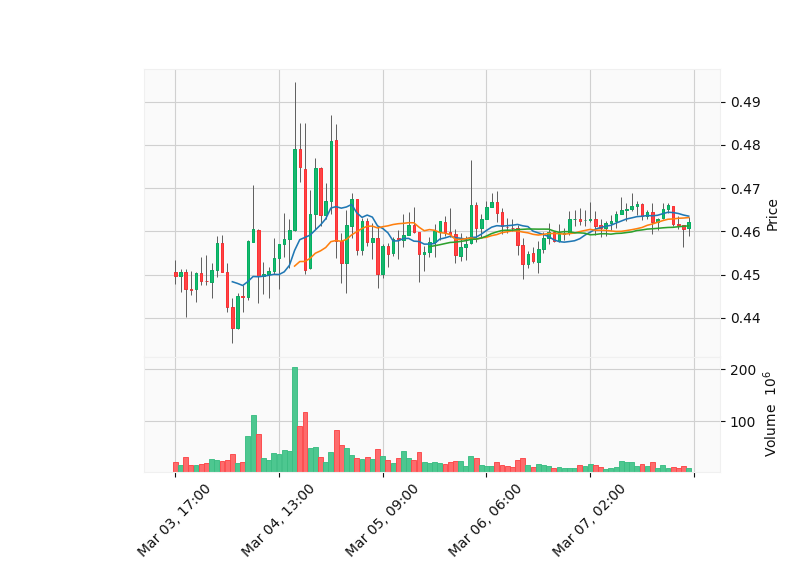 0.49
0.48
0.47
0.46
0.45
0.44
Price
200
100
Volume 10^6
Mar 03, 17:00
Mar 04, 13:00
Mar 05, 09:00
Mar 06, 06:00
Mar 07, 02:00